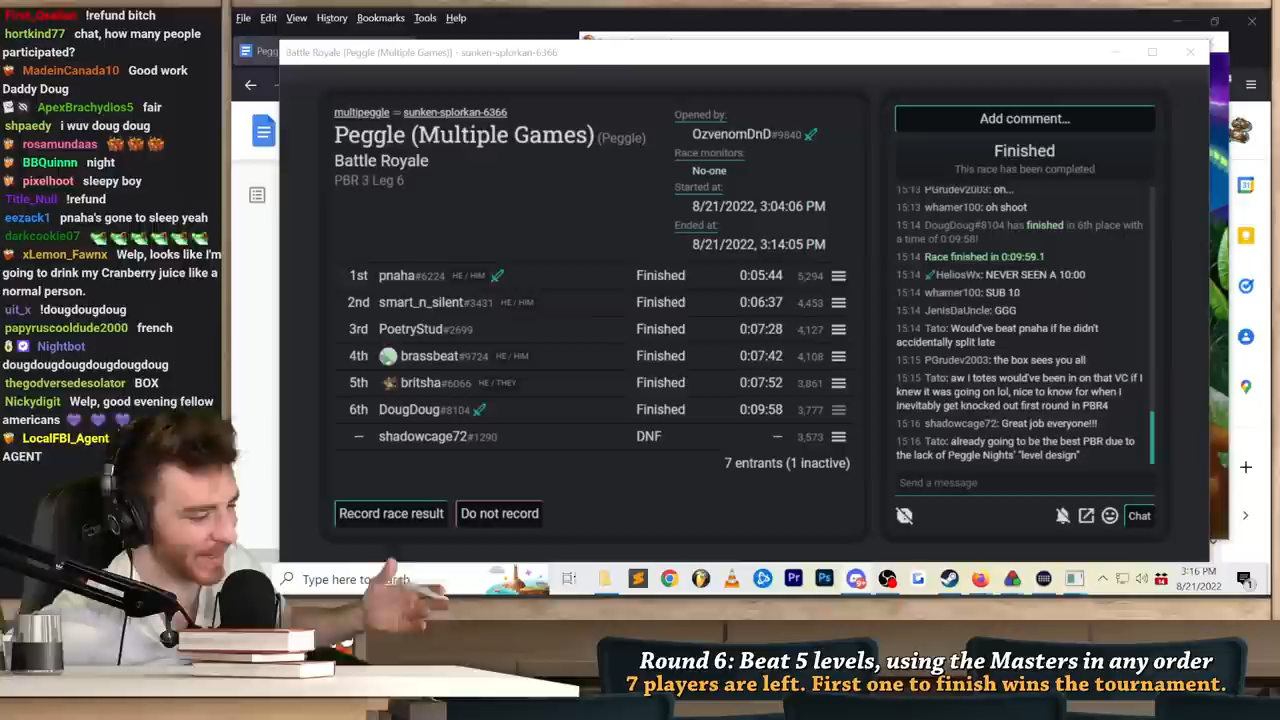 First_Quailan !refund bitch
hortkind77 chat, how many people
participated?
MadeinCanada10 Good work
Daddy Doug
ApexBrachydios5 fair
shpaedy i wuv doug doug
rosamundaas
BBQuinnn night
pixelhoot sleepy boy
Title_Null !refund
eezack1 pnaha's gone to sleep yeah
darkcookie07
xLemon_Fawnx Welp, looks like I'm
going to drink my Cranberry juice like a
normal person.
uit_x !dougdougdoug
papyruscooldude2000 french
Nightbot
dougdougdougdougdougdoug
thegodversedesolator BOX
Nickydigit Welp, good evening fellow
americans
LocalFBI_Agent
AGENT
File Edit View History Bookmarks Tools Help
Pegg
Battle Royale [Peggle (Multiple Games)] - sunken-splorkan-6366
multipeggle = sunken-splorkan-6366
Peggle (Multiple Games) (Peggle)
Battle Royale
PBR 3 Leg 6
Opened by:
OzvenomDnD#9840
Race monitors:
No-one
Started at:
8/21/2022, 3:04:06 PM
Ended at:
8/21/2022, 3:14:05 PM
1st pnaha#6224 HE / HIM Finished 0:05:44 5,294
2nd smart_n_silent#3431 HE / HIM Finished 0:06:37 4,453
3rd PoetryStud#2699 Finished 0:07:28 4,127
4th brassbeat#9724 HE / HIM Finished 0:07:42 4,108
5th britsha#6066 HE / THEY Finished 0:07:52 3,861
6th DougDoug#8104 Finished 0:09:58 3,777
— shadowcage72#1290 DNF — 3,573
7 entrants (1 inactive)
Record race result Do not record
Add comment...
Finished
This race has been completed
15:13 PGrudev2003: oh...
15:13 whamer100: oh shoot
15:14 DougDoug#8104 has finished in 6th place with
a time of 0:09:58!
15:14 Race finished in 0:09:59.1
15:14 HeliosWx: NEVER SEEN A 10:00
15:14 whamer100: SUB 10
15:14 JenisDaUncle: GGG
15:14 Tato: Would've beat pnaha if he didn't
accidentally split late
15:15 PGrudev2003: the box sees you all
15:15 Tato: aw i totes would've been in on that VC if I
knew it was going on lol, nice to know for when I
inevitably get knocked out first round in PBR4
15:16 shadowcage72: Great job everyone!!!
15:16 Tato: already going to be the best PBR due to
the lack of Peggle Nights' "level design"
Send a message
Chat
Type here to search
Pr Ps
3:16 PM
8/21/2022
Round 6: Beat 5 levels, using the Masters in any order
7 players are left. First one to finish wins the tournament.